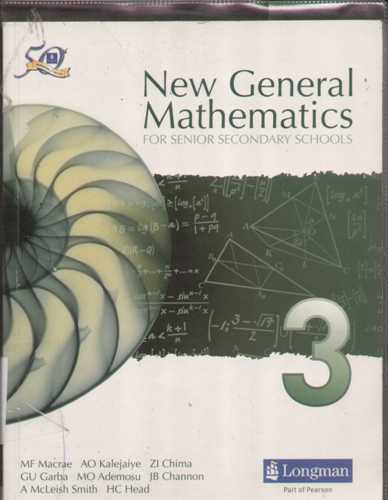 50
New General
Mathematics
FOR SENIOR SECONDARY SCHOOLS
3
MF Macrae AO Kalejaiye ZI Chima
GU Garba MO Ademosu JB Channon
A McLeish Smith HC Head
Longman
Part of Pearson